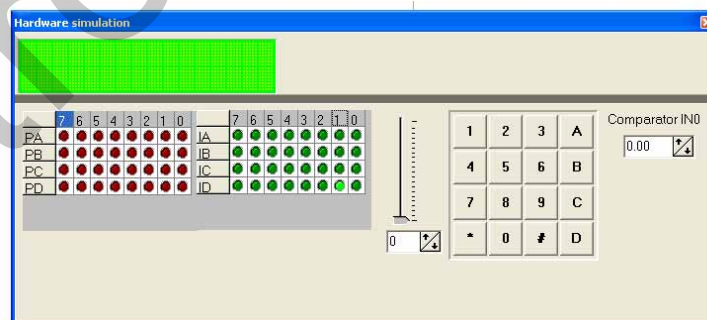 Hardware simulation
7 6 5 4 3 2 1 0
7 6 5 4 3 2 1 0
PA
IA
PB
IB
PC
IC
PD
ID
0
1 2 3 A
4 5 6 B
7 8 9 C
* 0 # D
Comparator IN0
0.00